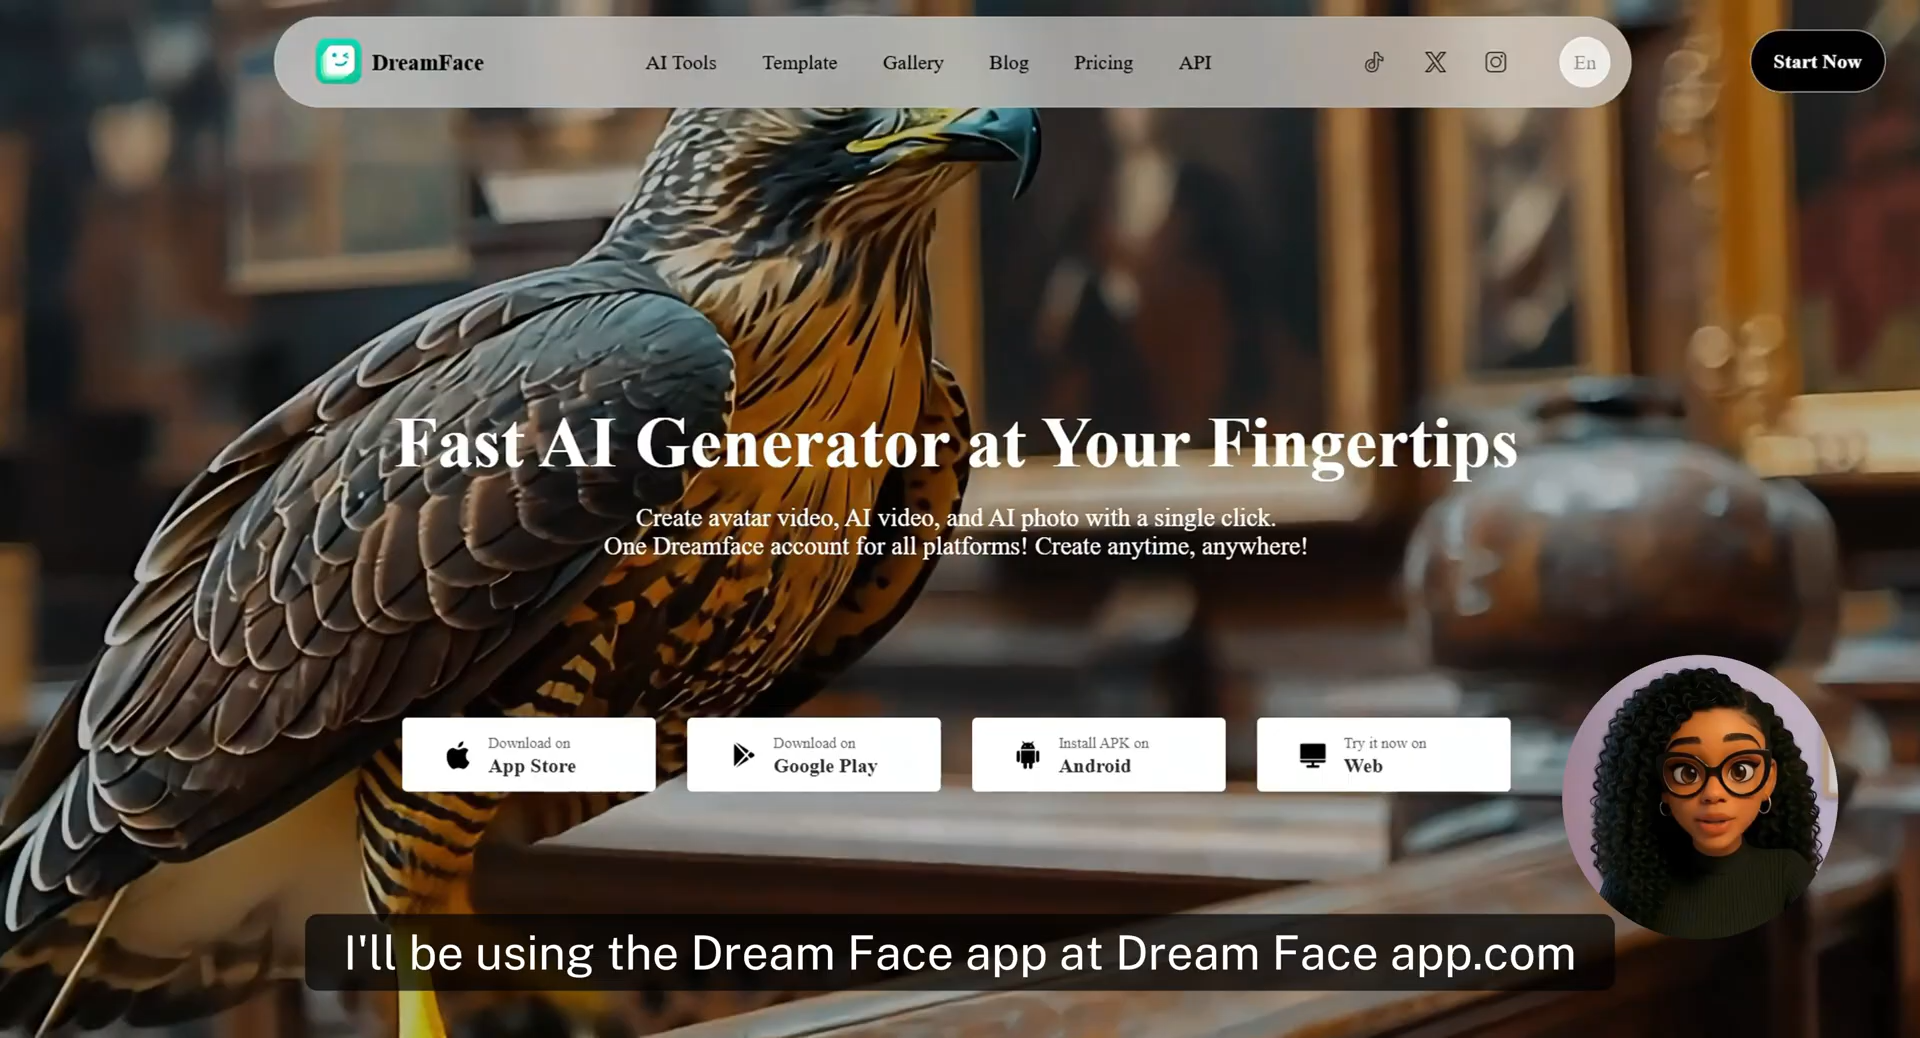 DreamFace
AI Tools
Template
Gallery
Blog
Pricing
API
En
Start Now
Fast AI Generator at Your Fingertips
Create avatar video, AI video, and AI photo with a single click.
One Dreamface account for all platforms! Create anytime, anywhere!
Download on
App Store
Download on
Google Play
Install APK on
Android
Try it now on
Web
I'll be using the Dream Face app at Dream Face app.com